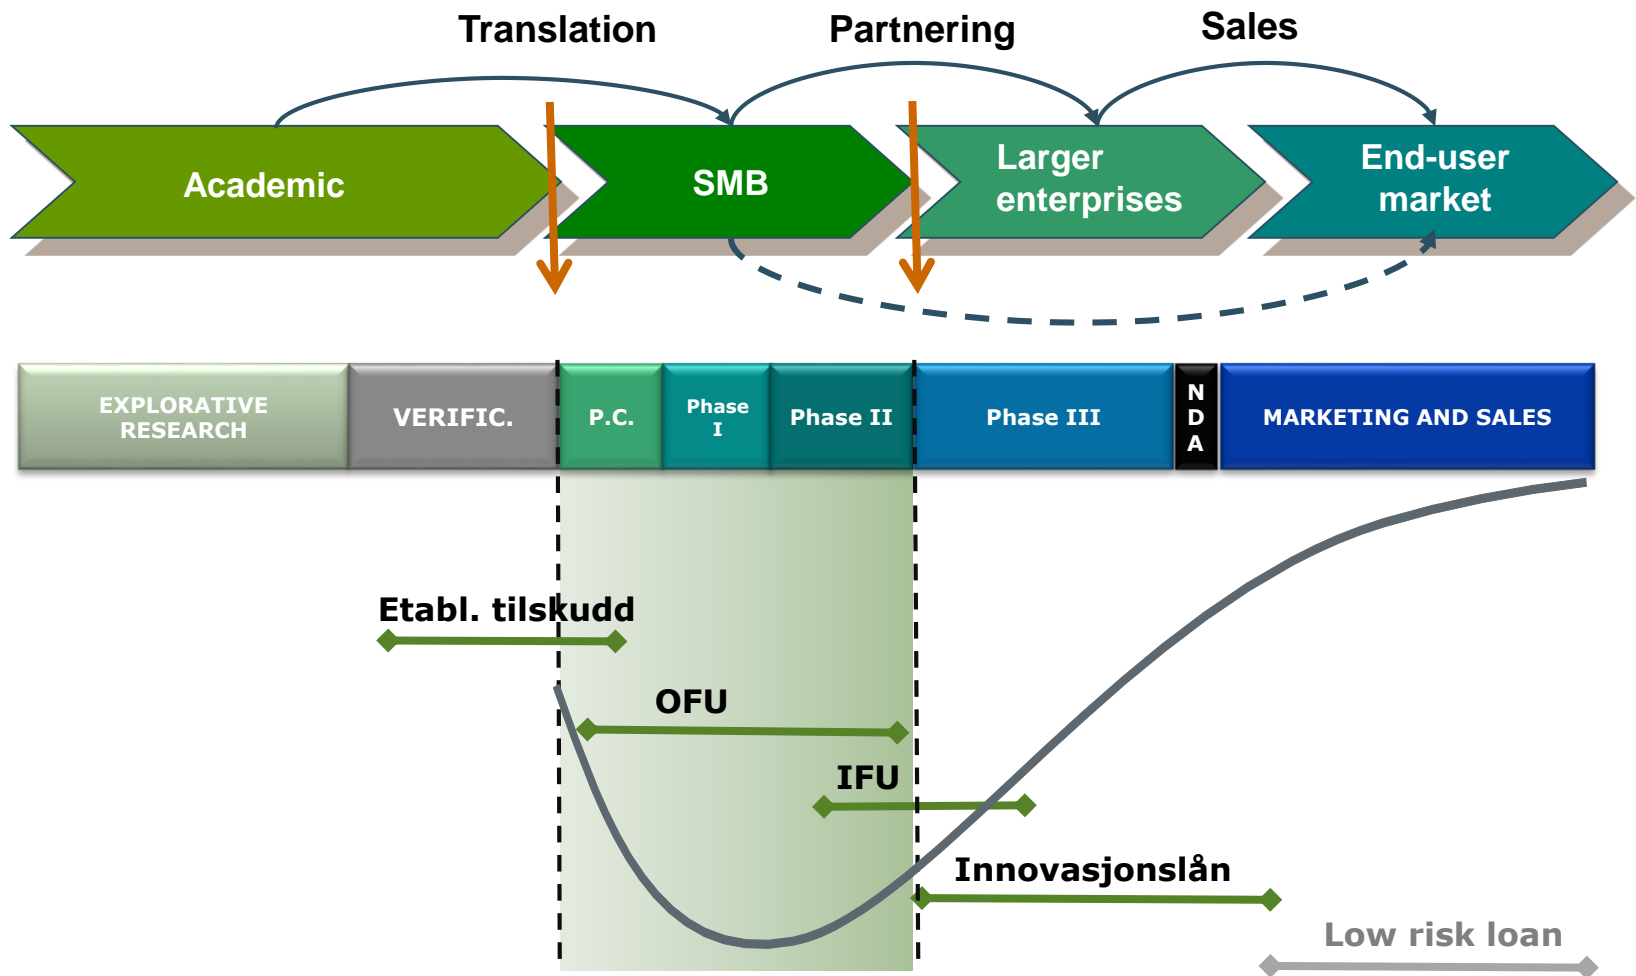 Translation
Partnering
Sales
Academic
SMB
Larger
enterprises
End-user
market
EXPLORATIVE
RESEARCH
VERIFIC.
P.C.
Phase
I
Phase II
Phase III
N
D
A
MARKETING AND SALES
Etabl. tilskudd
OFU
IFU
Innovasjonslån
Low risk loan